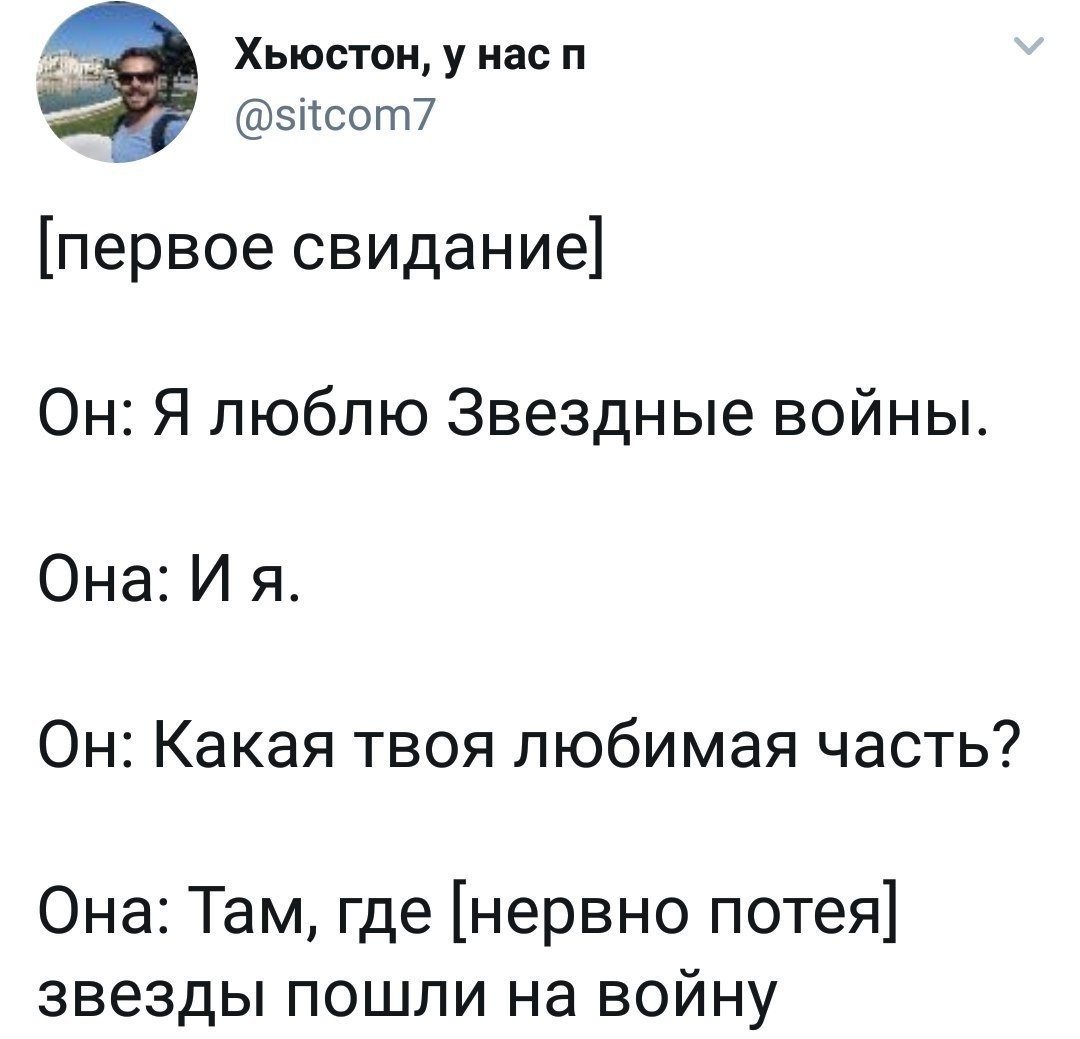 Хьюстон, у нас п
@sitcom7
[первое свидание]
Он: Я люблю Звездные войны.
Она: И я.
Он: Какая твоя любимая часть?
Она: Там, где [нервно потея]
звезды пошли на войну